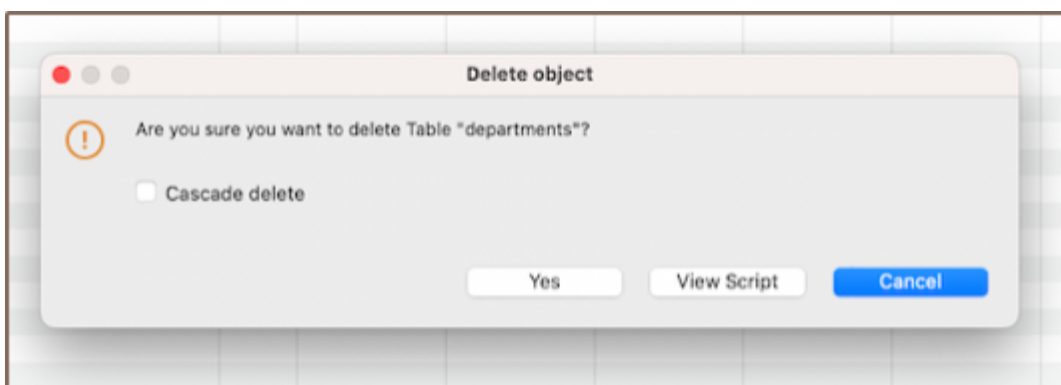 Delete object
Are you sure you want to delete Table "departments"?
Cascade delete
Yes
View Script
Cancel